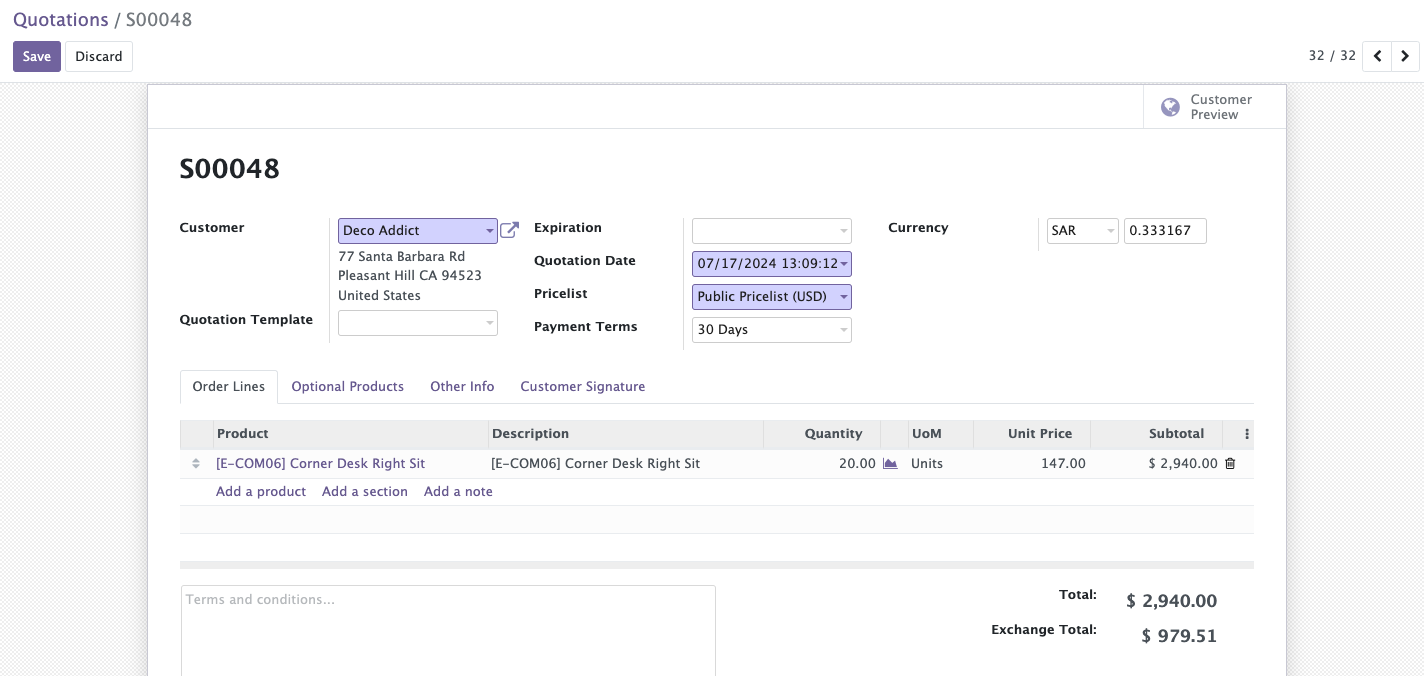 Quotations / S00048
Save Discard
32 / 32
Customer Preview
S00048
Customer
Deco Addict
77 Santa Barbara Rd
Pleasant Hill CA 94523
United States
Quotation Template
Expiration
Quotation Date 07/17/2024 13:09:12
Pricelist Public Pricelist (USD)
Payment Terms 30 Days
Currency SAR 0.333167
Order Lines Optional Products Other Info Customer Signature
Product Description Quantity UoM Unit Price Subtotal
[E-COM06] Corner Desk Right Sit [E-COM06] Corner Desk Right Sit 20.00 Units 147.00 $ 2,940.00
Add a product Add a section Add a note
Terms and conditions...
Total: $ 2,940.00
Exchange Total: $ 979.51